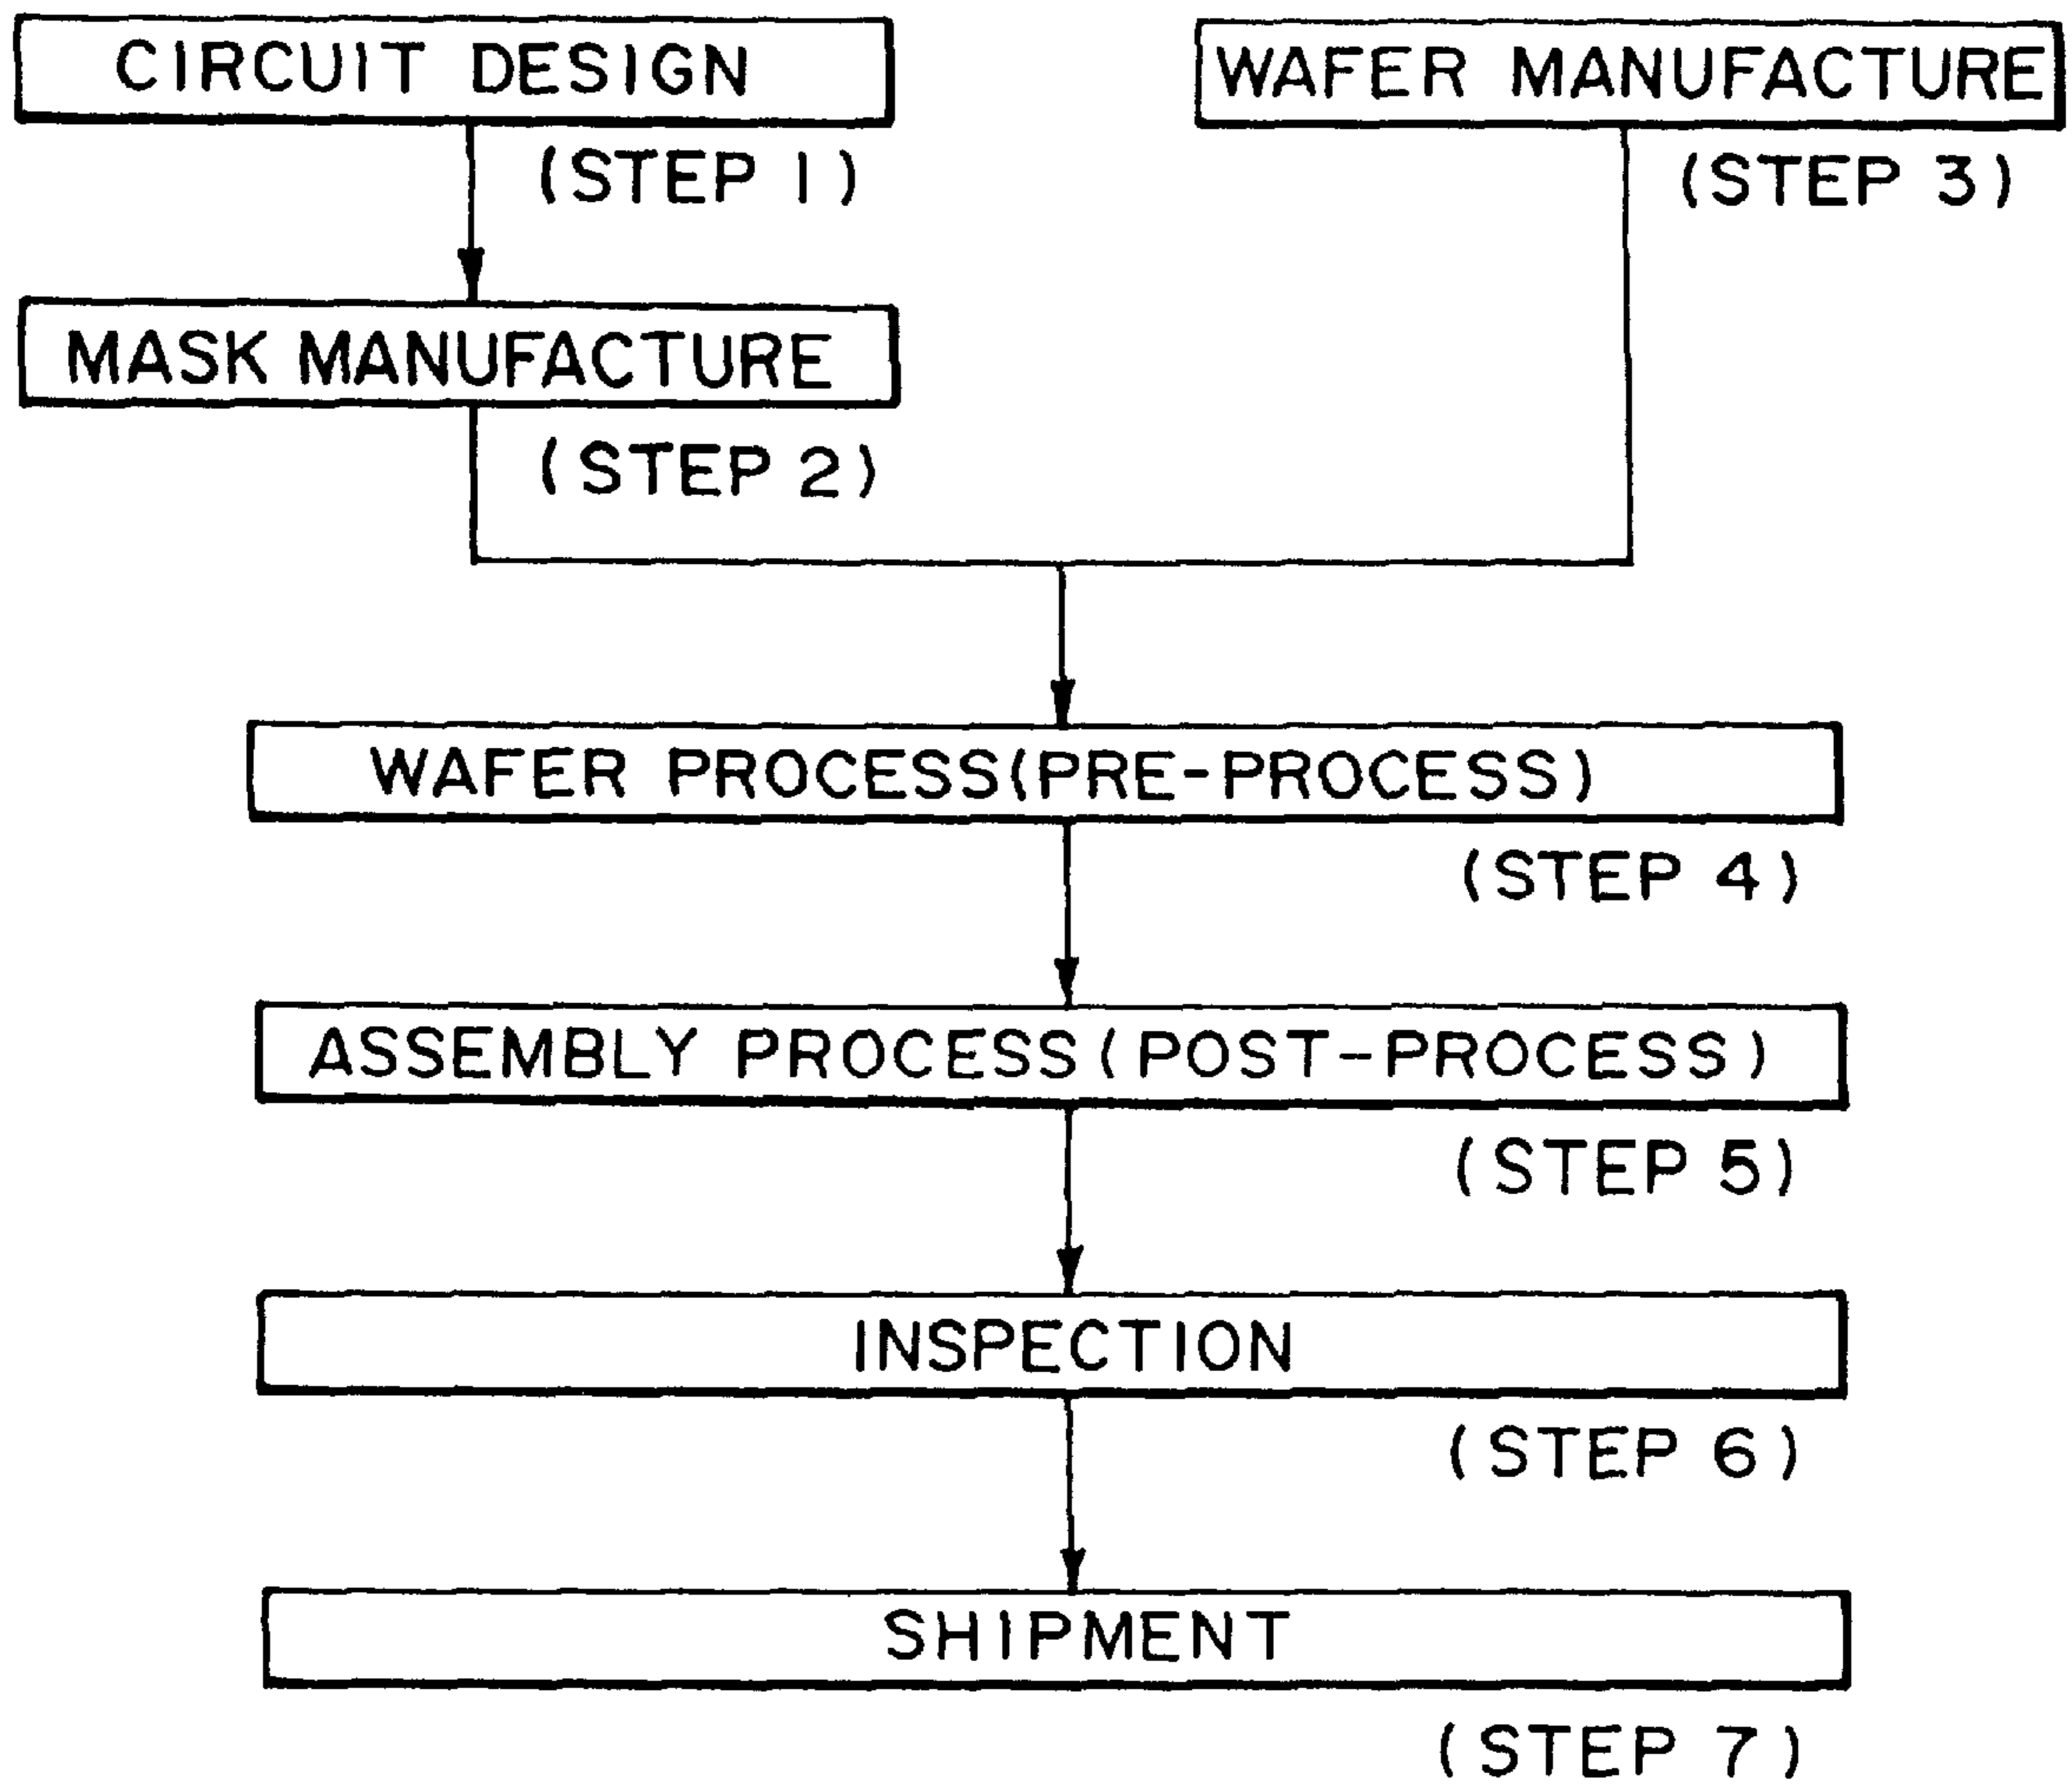 CIRCUIT DESIGN
(STEP 1)
MASK MANUFACTURE
(STEP 2)
WAFER MANUFACTURE
(STEP 3)
WAFER PROCESS(PRE-PROCESS)
(STEP 4)
ASSEMBLY PROCESS(POST-PROCESS)
(STEP 5)
INSPECTION
(STEP 6)
SHIPMENT
(STEP 7)